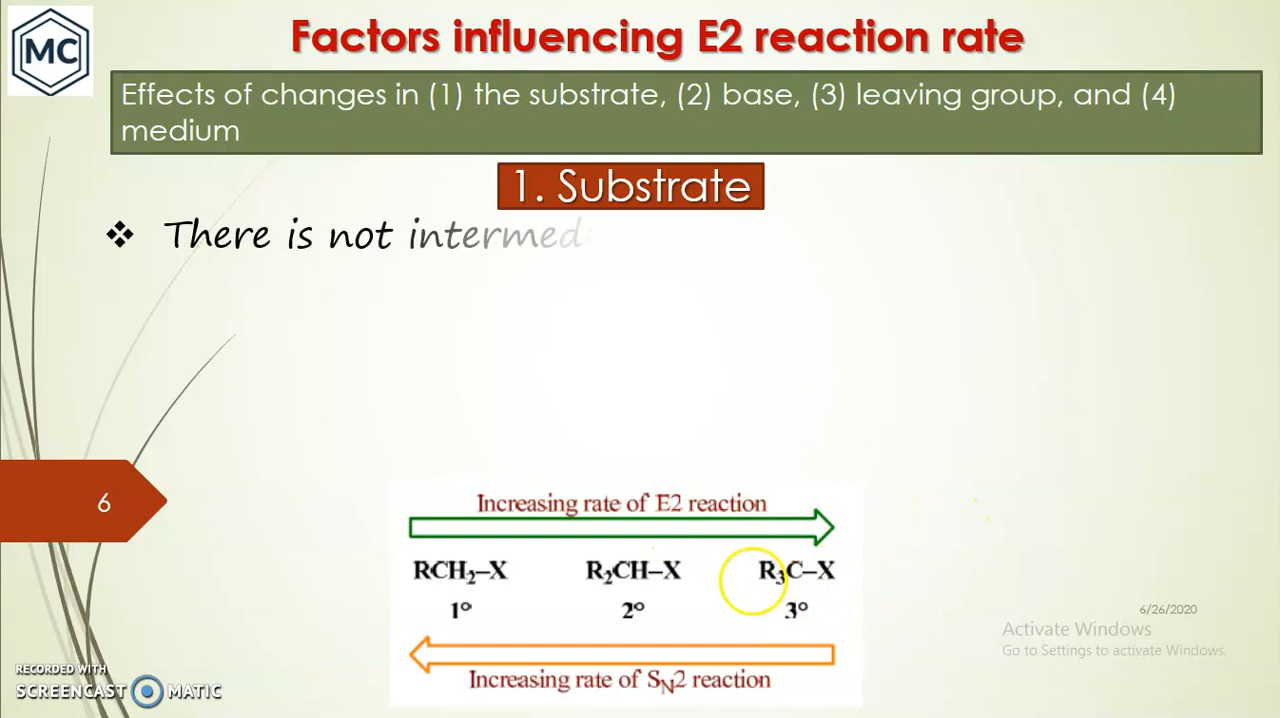 MC
Factors influencing E2 reaction rate
Effects of changes in (1) the substrate, (2) base, (3) leaving group, and (4)
medium
1. Substrate
❖ There is not intermed
6
Increasing rate of E2 reaction
RCH₂–X R₂CH–X R₃C–X
1° 2° 3°
Increasing rate of Sɴ2 reaction
6/26/2020
Activate Windows
Go to Settings to activate Windows.
RECORDED WITH
SCREENCAST MATIC